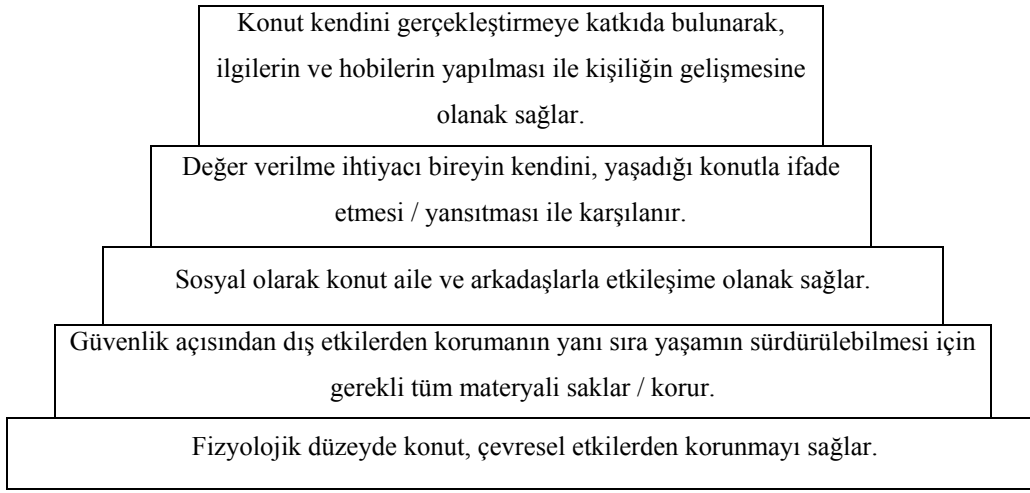 Konut kendini gerçekleştirmeye katkıda bulunarak,
ilgilerin ve hobilerin yapılması ile kişiliğin gelişmesine
olanak sağlar.
Değer verilme ihtiyacı bireyin kendini, yaşadığı konutla ifade
etmesi / yansıtması ile karşılanır.
Sosyal olarak konut aile ve arkadaşlarla etkileşime olanak sağlar.
Güvenlik açısından dış etkilerden korumanın yanı sıra yaşamın sürdürülebilmesi için
gerekli tüm materyali saklar / korur.
Fizyolojik düzeyde konut, çevresel etkilerden korunmayı sağlar.